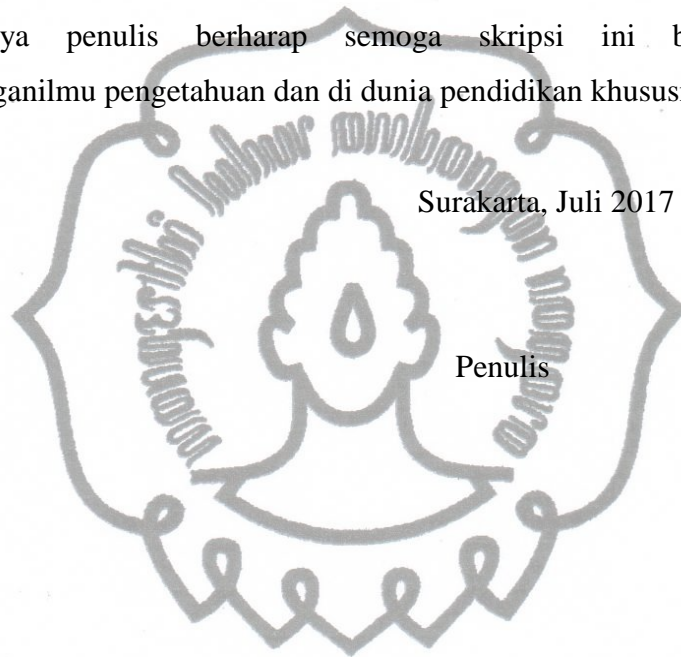 ya penulis berharap semoga skripsi ini b
ganilmu pengetahuan dan di dunia pendidikan khusus
Surakarta, Juli 2017
Penulis